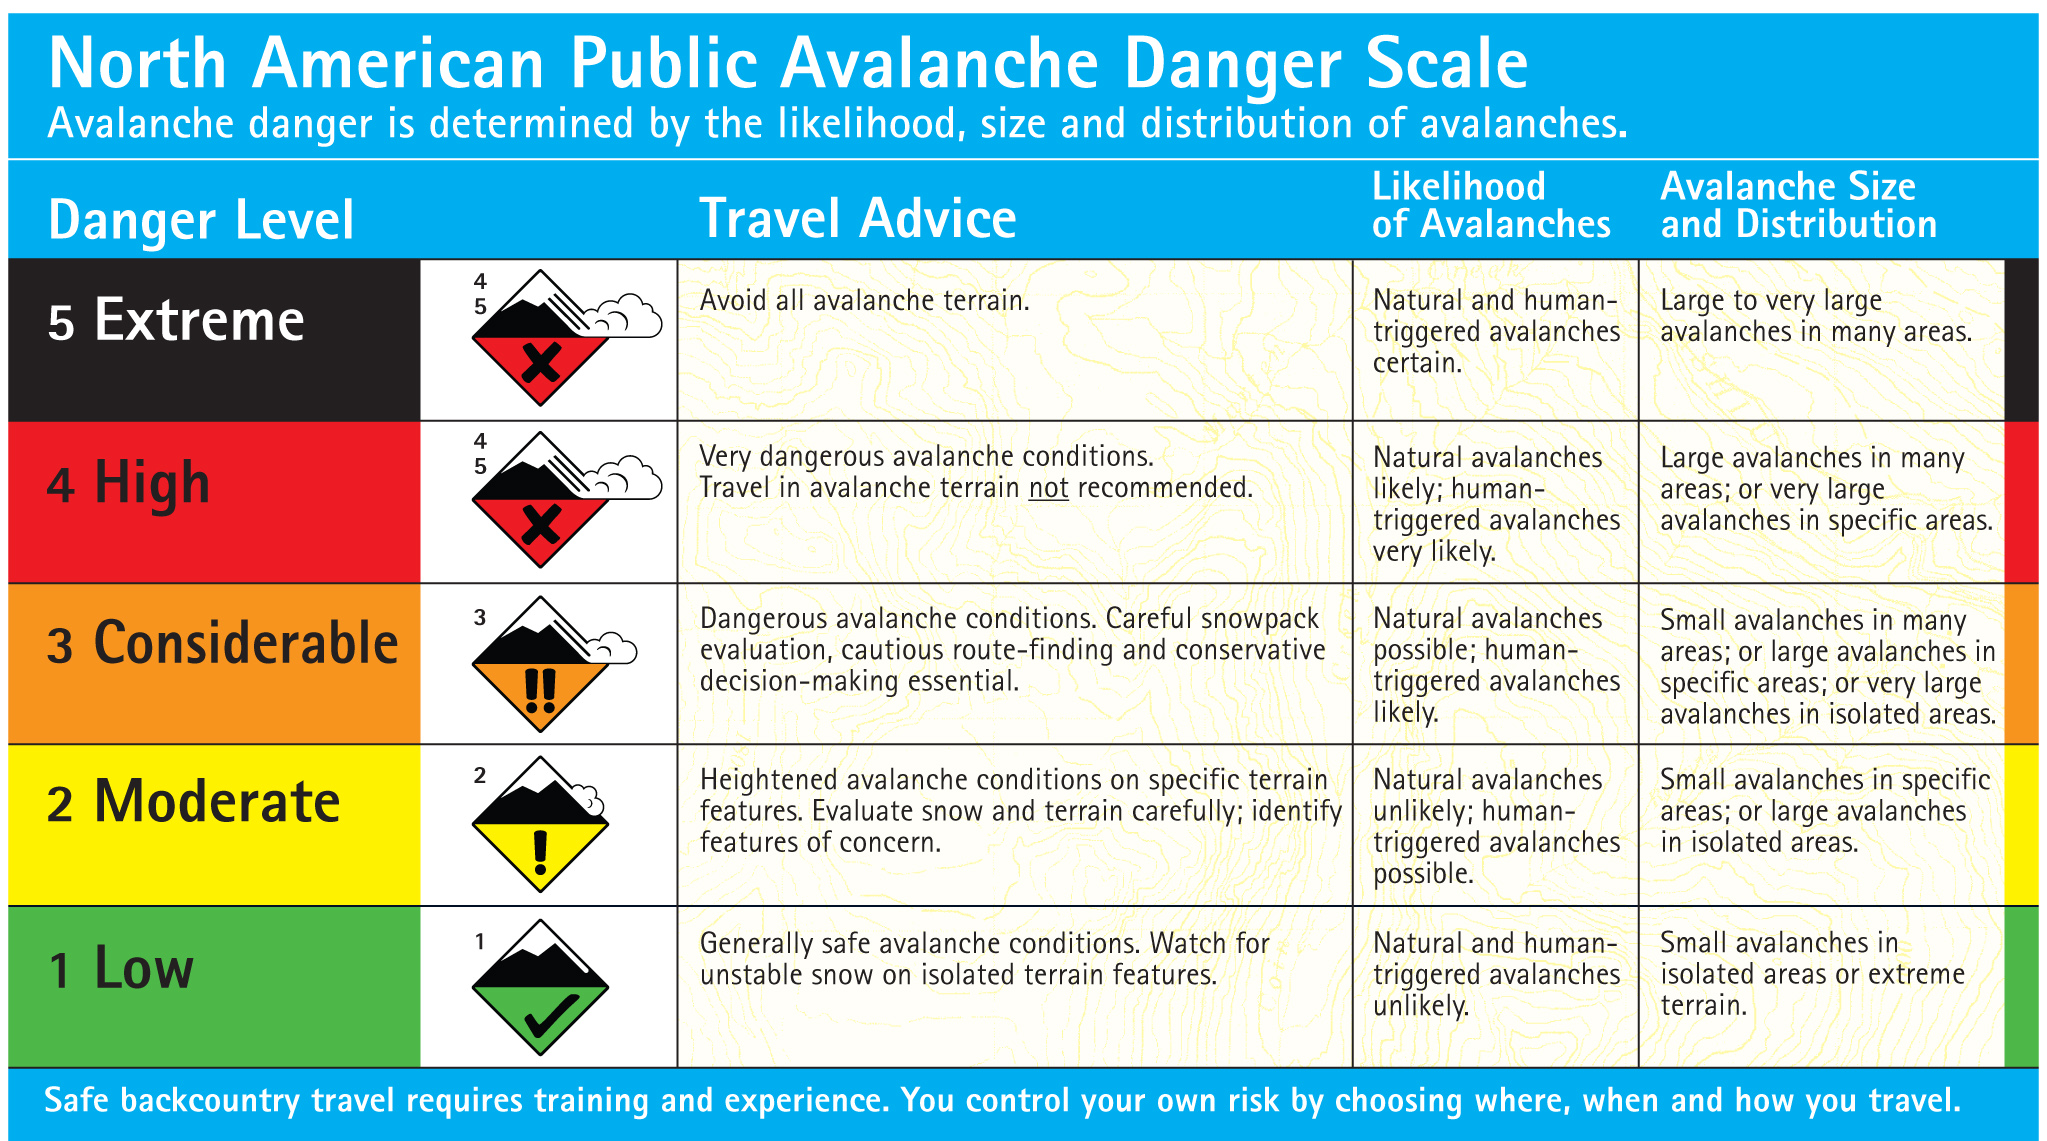 North American Public Avalanche Danger Scale
Avalanche danger is determined by the likelihood, size and distribution of avalanches.
Danger Level
Travel Advice
Likelihood
of Avalanches
Avalanche Size
and Distribution
5 Extreme
4
5
Avoid all avalanche terrain.
Natural and human-
triggered avalanches
certain.
Large to very large
avalanches in many areas.
4 High
4
5
Very dangerous avalanche conditions.
Travel in avalanche terrain not recommended.
Natural avalanches
likely; human-
triggered avalanches
very likely.
Large avalanches in many
areas; or very large
avalanches in specific areas.
3 Considerable
3
!!
Dangerous avalanche conditions. Careful snowpack
evaluation, cautious route-finding and conservative
decision-making essential.
Natural avalanches
possible; human-
triggered avalanches
likely.
Small avalanches in many
areas; or large avalanches in
specific areas; or very large
avalanches in isolated areas.
2 Moderate
2
!
Heightened avalanche conditions on specific terrain
features. Evaluate snow and terrain carefully; identify
features of concern.
Natural avalanches
unlikely; human-
triggered avalanches
possible.
Small avalanches in specific
areas; or large avalanches
in isolated areas.
1 Low
1
Generally safe avalanche conditions. Watch for
unstable snow on isolated terrain features.
Natural and human-
triggered avalanches
unlikely.
Small avalanches in
isolated areas or extreme
terrain.
Safe backcountry travel requires training and experience. You control your own risk by choosing where, when and how you travel.